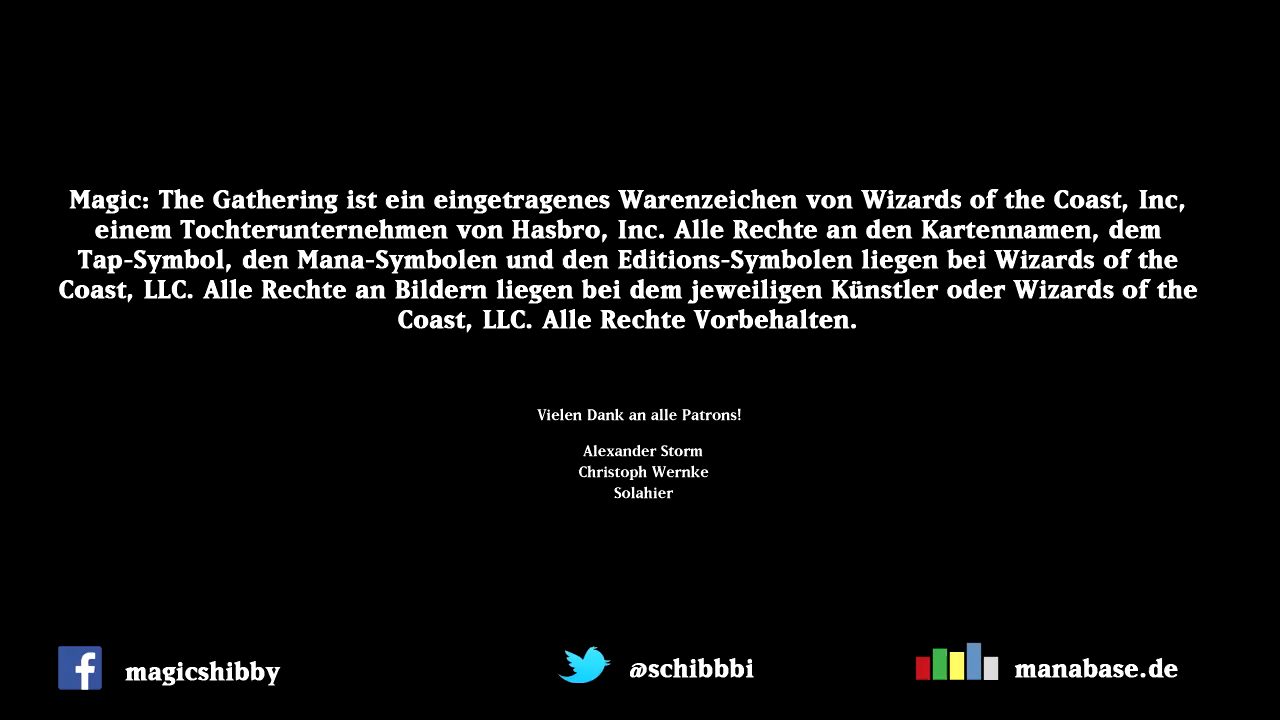 Magic: The Gathering ist ein eingetragenes Warenzeichen von Wizards of the Coast, Inc,
einem Tochterunternehmen von Hasbro, Inc. Alle Rechte an den Kartennamen, dem
Tap-Symbol, den Mana-Symbolen und den Editions-Symbolen liegen bei Wizards of the
Coast, LLC. Alle Rechte an Bildern liegen bei dem jeweiligen Künstler oder Wizards of the
Coast, LLC. Alle Rechte Vorbehalten.
Vielen Dank an alle Patrons!
Alexander Storm
Christoph Wernke
Solahier
magicshibby
@schibbbi
manabase.de